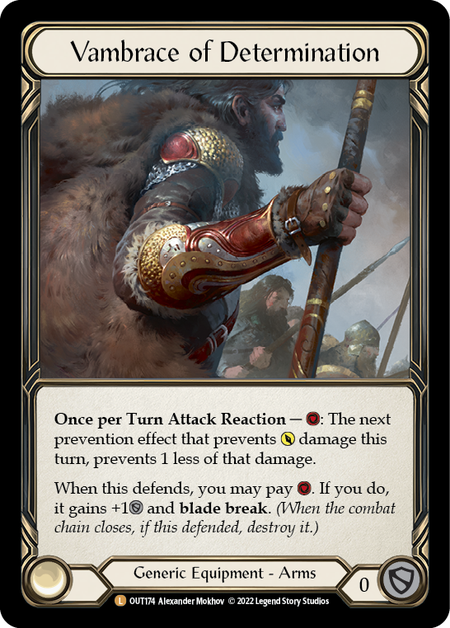 Vambrace of Determination
Once per Turn Attack Reaction — : The next
prevention effect that prevents damage this
turn, prevents 1 less of that damage.
When this defends, you may pay . If you do,
it gains +1 and blade break. (When the combat
chain closes, if this defended, destroy it.)
Generic Equipment - Arms
0
L OUT174 Alexander Mokhov © 2022 Legend Story Studios